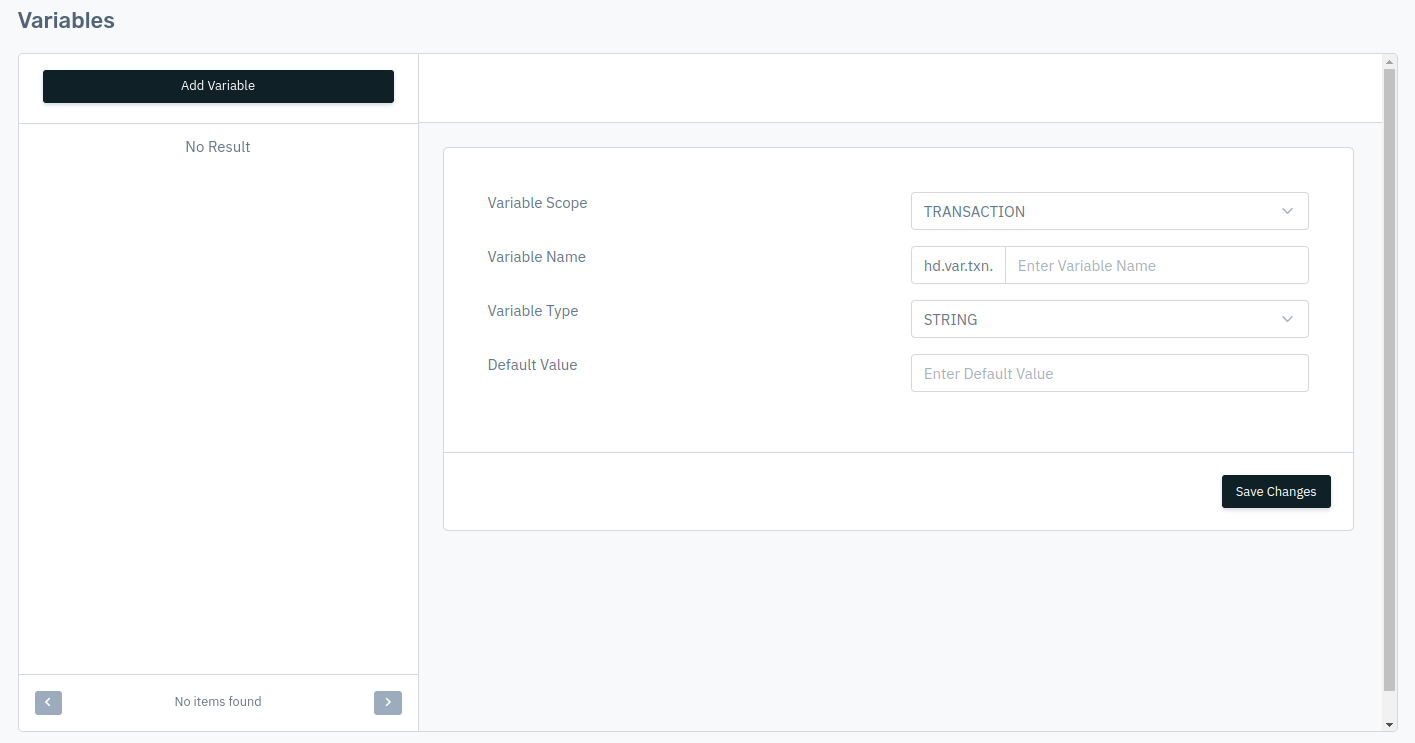 Variables
Add Variable
No Result
No items found
Variable Scope
TRANSACTION
Variable Name
hd.var.txn.
Enter Variable Name
Variable Type
STRING
Default Value
Enter Default Value
Save Changes